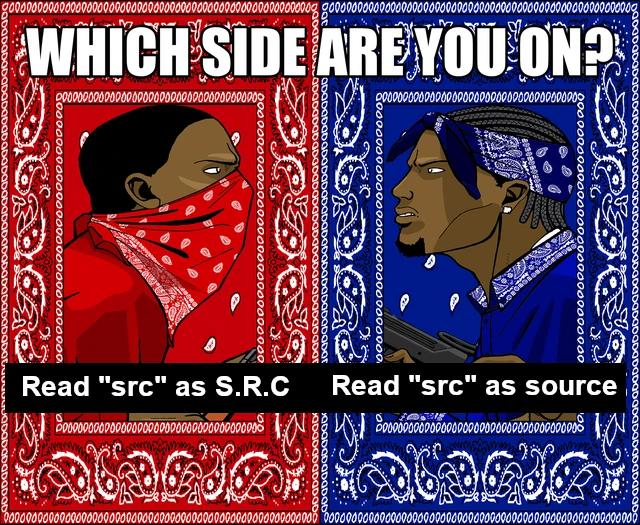 WHICH SIDE ARE YOU ON?
Read "src" as S.R.C
Read "src" as source